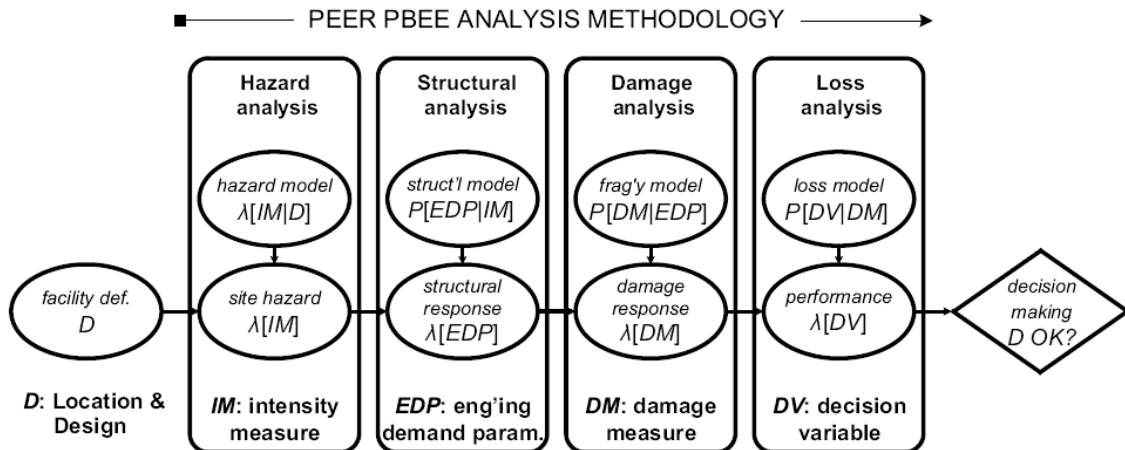 PEER PBEE ANALYSIS METHODOLOGY
Hazard
analysis
Structural
analysis
Damage
analysis
Loss
analysis
hazard model
λ[IM|D]
struct'l model
P[EDP|IM]
frag'y model
P[DM|EDP]
loss model
P[DV|DM]
facility def.
D
site hazard
λ[IM]
structural
response
λ[EDP]
damage
response
λ[DM]
performance
λ[DV]
decision
making
D OK?
D: Location &
Design
IM: intensity
measure
EDP: eng'ing
demand param.
DM: damage
measure
DV: decision
variable